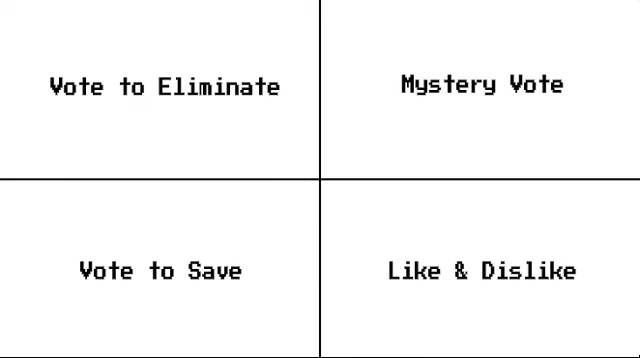 Vote to Eliminate
Mystery Vote
Vote to Save
Like & Dislike